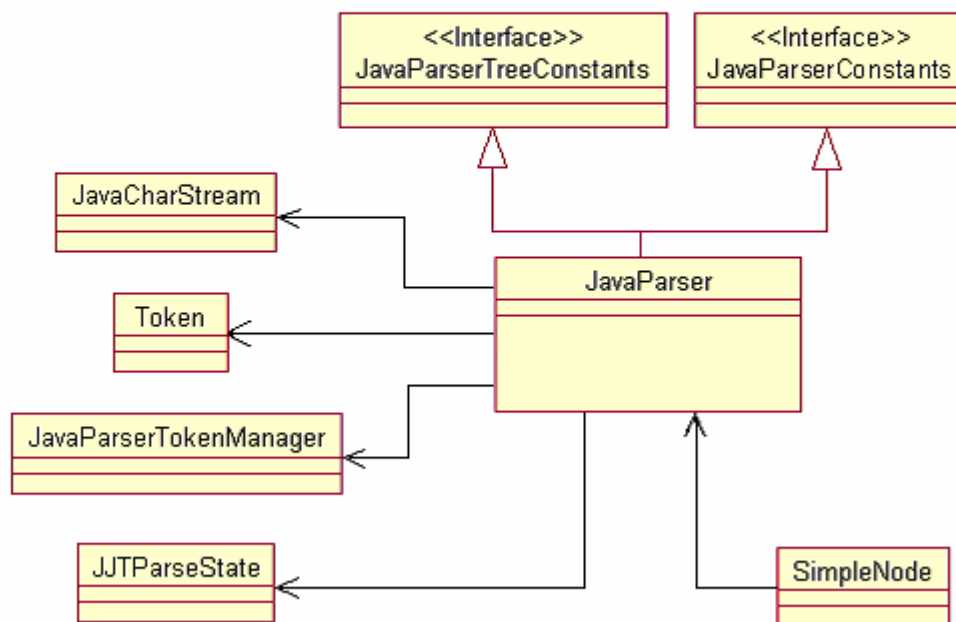 <<Interface>>
JavaParserTreeConstants
<<Interface>>
JavaParserConstants
JavaCharStream
JavaParser
Token
JavaParserTokenManager
JJTParseState
SimpleNode